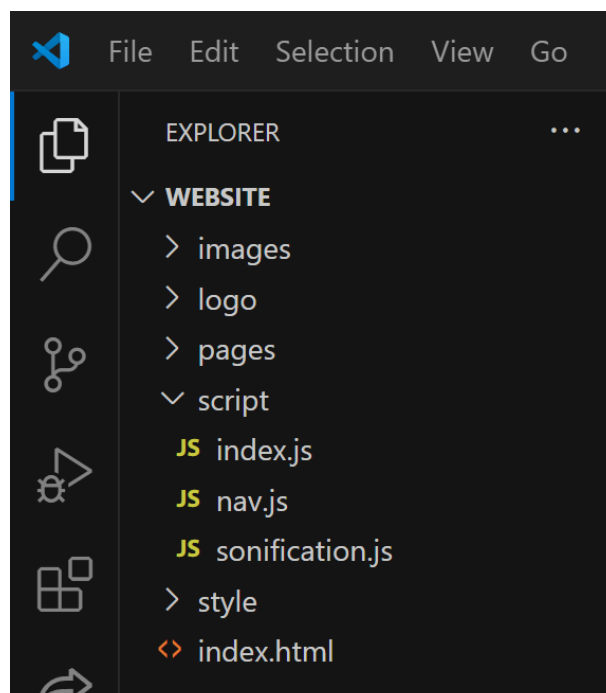 File Edit Selection View Go
EXPLORER ...
WEBSITE
images
logo
pages
script
JS index.js
JS nav.js
JS sonification.js
style
<> index.html